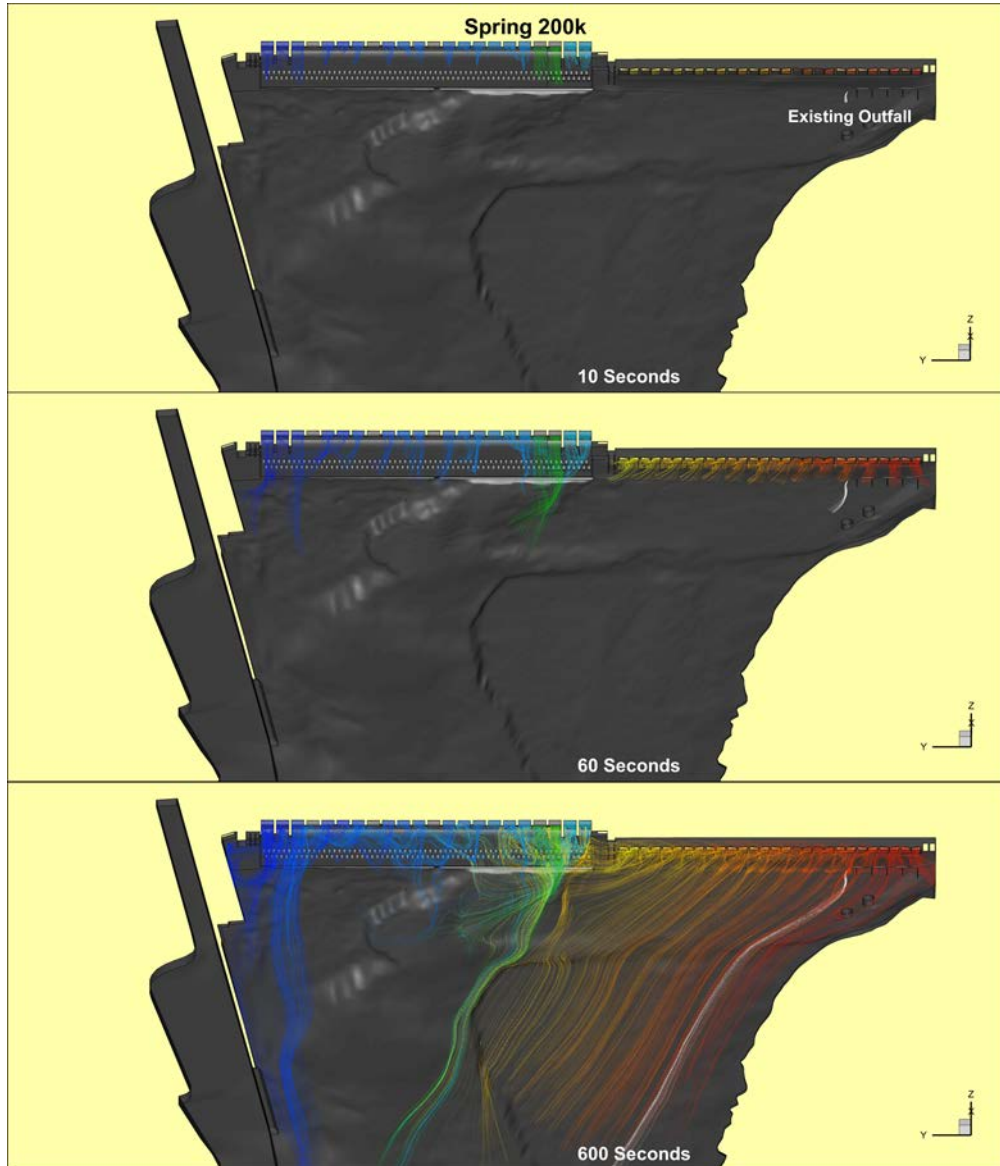 Spring 200k
Existing Outfall
Z
X
Y
10 Seconds
Z
X
Y
60 Seconds
Z
X
Y
600 Seconds